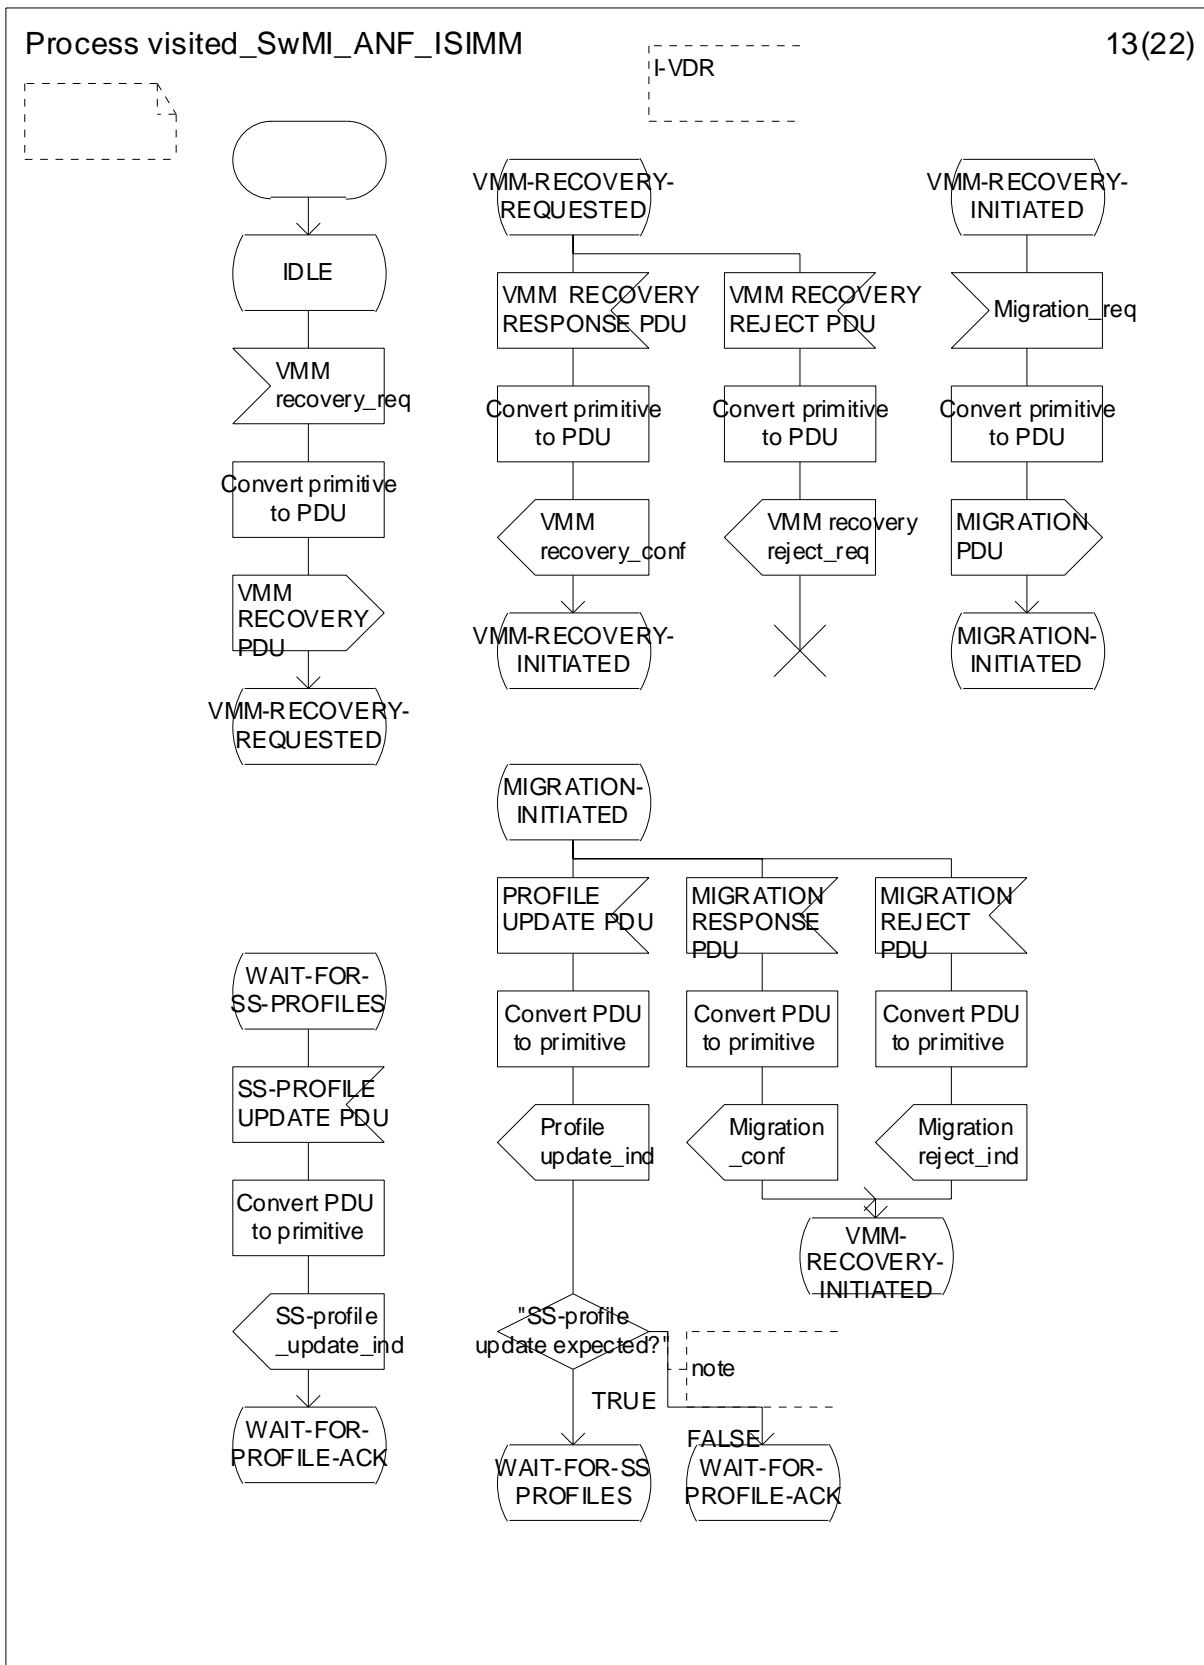 Process visited_SwMI_ANF_ISIMM
13(22)
I-VDR
IDLE
VMM
recovery_req
Convert primitive
to PDU
VMM
RECOVERY
PDU
VMM-RECOVERY-
REQUESTED
VMM-RECOVERY-
REQUESTED
VMM RECOVERY
RESPONSE PDU
Convert primitive
to PDU
VMM
recovery_conf
VMM-RECOVERY-
INITIATED
VMM RECOVERY
REJECT PDU
Convert primitive
to PDU
VMM recovery
reject_req
VMM-RECOVERY-
INITIATED
Migration_req
Convert primitive
to PDU
MIGRATION
PDU
MIGRATION-
INITIATED
WAIT-FOR-
SS-PROFILES
SS-PROFILE
UPDATE PDU
Convert PDU
to primitive
SS-profile
_update_ind
WAIT-FOR-
PROFILE-ACK
MIGRATION-
INITIATED
PROFILE
UPDATE PDU
Convert PDU
to primitive
Profile
update_ind
"SS-profile
update expected?"
note
TRUE
FALSE
WAIT-FOR-SS
PROFILES
WAIT-FOR-
PROFILE-ACK
MIGRATION
RESPONSE
PDU
Convert PDU
to primitive
Migration
_conf
MIGRATION
REJECT
PDU
Convert PDU
to primitive
Migration
reject_ind
VMM-
RECOVERY-
INITIATED